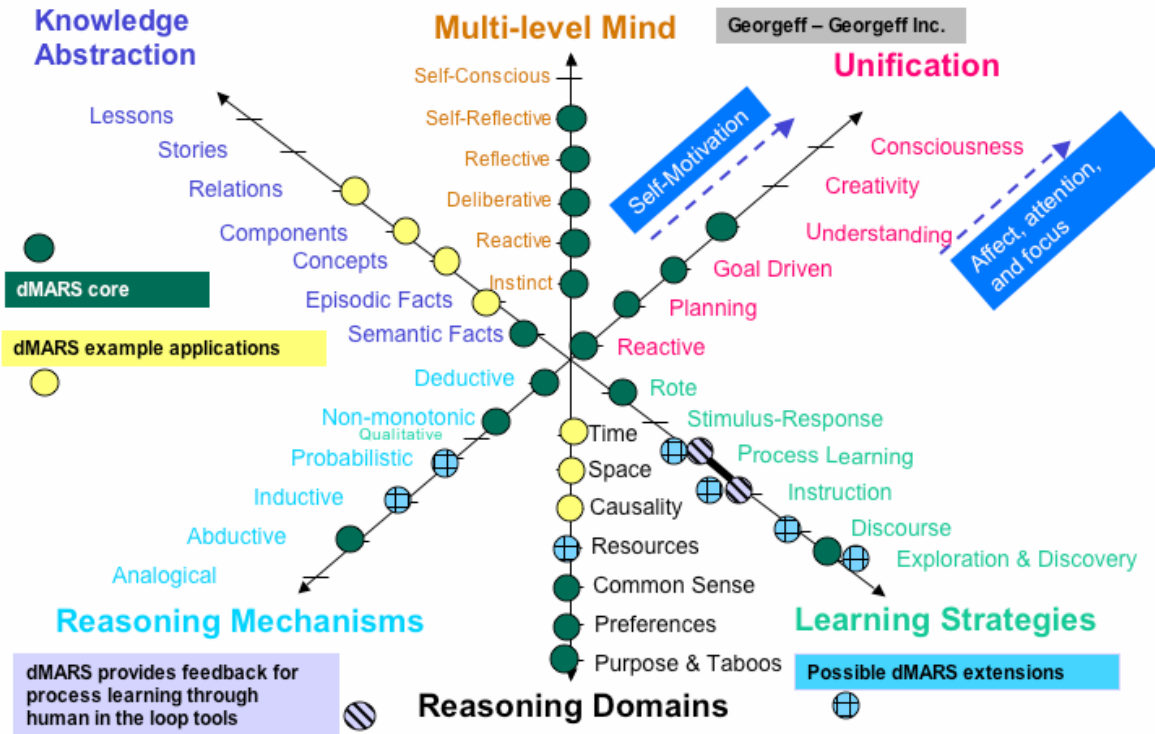 Knowledge
Abstraction
Multi-level Mind
Georgeff – Georgeff Inc.
Unification
Lessons
Stories
Relations
Components
Concepts
Episodic Facts
Semantic Facts
Self-Conscious
Self-Reflective
Reflective
Deliberative
Reactive
Instinct
Self-Motivation
Consciousness
Creativity
Understanding
Goal Driven
Planning
Reactive
Affect, attention,
and focus
dMARS core
dMARS example applications
Deductive
Non-monotonic
Qualitative
Probabilistic
Inductive
Abductive
Analogical
Reasoning Mechanisms
Time
Space
Causality
Resources
Common Sense
Preferences
Purpose & Taboos
Reasoning Domains
Rote
Stimulus-Response
Process Learning
Instruction
Discourse
Exploration & Discovery
Learning Strategies
dMARS provides feedback for
process learning through
human in the loop tools
Possible dMARS extensions